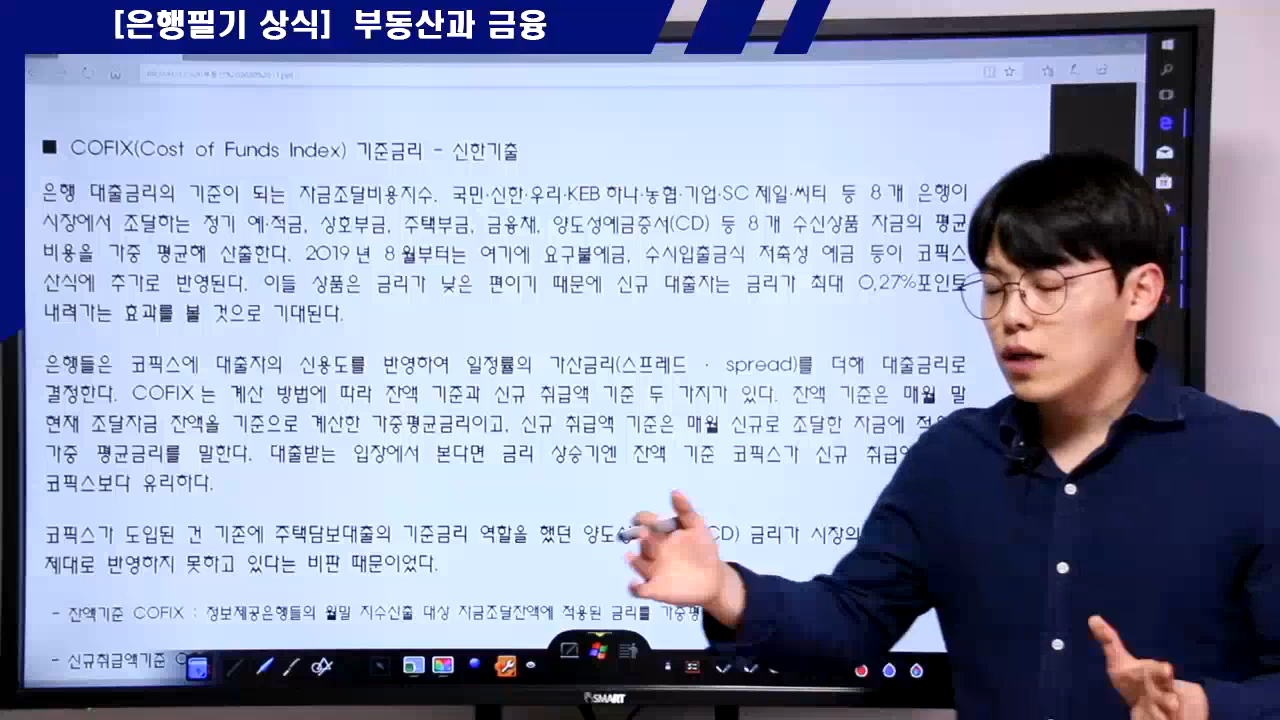 [은행필기 상식] 부동산과 금융
■ COFIX(Cost of Funds Index) 기준금리 - 신한기출
은행 대출금리의 기준이 되는 자금조달비용지수. 국민·신한·우리·KEB 하나·농협·기업·SC 제일·씨티 등 8 개 은행이
시장에서 조달하는 정기 예·적금, 상호부금, 주택부금, 금융채, 양도성예금증서(CD) 등 8 개 수신상품 자금의 평균
비용을 가중 평균해 산출한다. 2019 년 8 월부터는 여기에 요구불예금, 수시입출금식 저축성 예금 등이 코픽스
산식에 추가로 반영된다. 이들 상품은 금리가 낮은 편이기 때문에 신규 대출자는 금리가 최대 0.27%포인트
내려가는 효과를 볼 것으로 기대된다.
은행들은 코픽스에 대출자의 신용도를 반영하여 일정률의 가산금리(스프레드 · spread)를 더해 대출금리로
결정한다. COFIX 는 계산 방법에 따라 잔액 기준과 신규 취급액 기준 두 가지가 있다. 잔액 기준은 매월 말
현재 조달자금 잔액을 기준으로 계산한 가중평균금리이고, 신규 취급액 기준은 매월 신규로 조달한 자금에
가중 평균금리를 말한다. 대출받는 입장에서 본다면 금리 상승기엔 잔액 기준 코픽스가 신규
코픽스보다 유리하다.
코픽스가 도입된 건 기존에 주택담보대출의 기준금리 역할을 했던 CD) 금리가 시장의
제대로 반영하지 못하고 있다는 비판 때문이었다.
- 잔액기준 COFIX : 정보제공은행들의 월말 지수산출 대상 자금조달잔액에 적용된 금리를
- 신규취급액기준
SMART